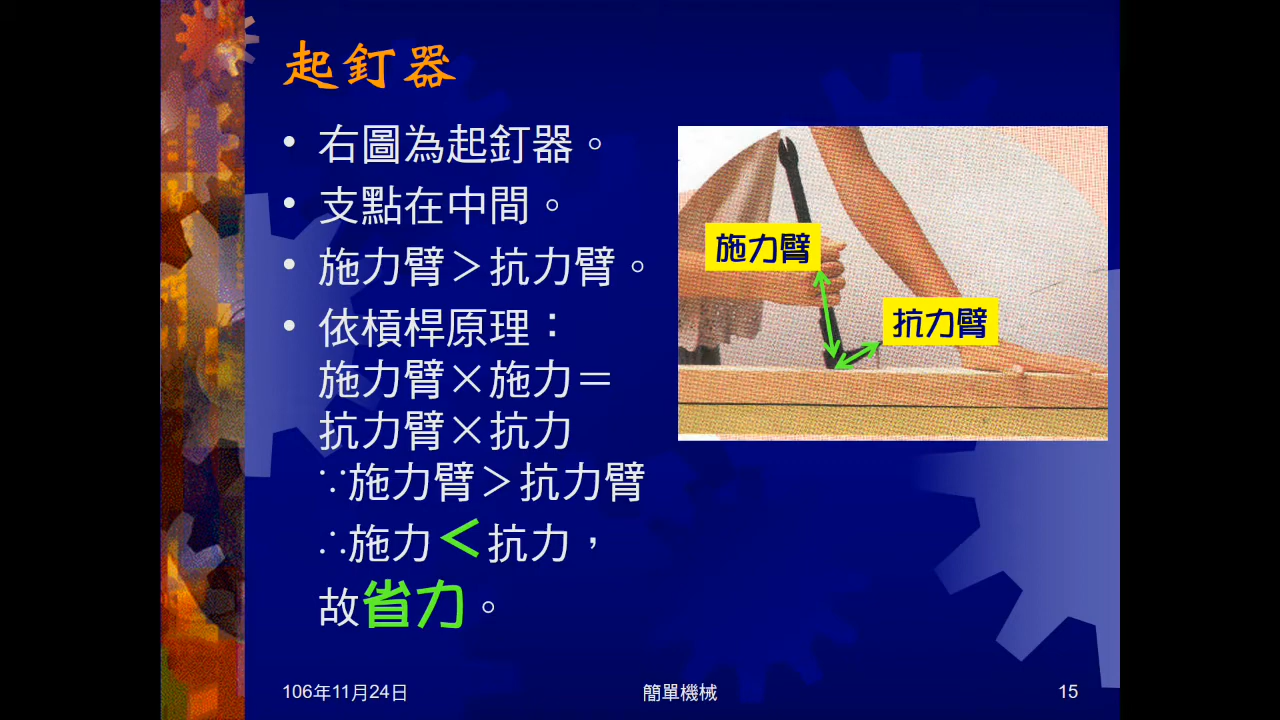 起釘器
• 右圖為起釘器。
• 支點在中間。
• 施力臂＞抗力臂。
• 依槓桿原理：
施力臂×施力＝
抗力臂×抗力
∵施力臂＞抗力臂
∴施力＜抗力，
故省力。
施力臂
抗力臂
106年11月24日
簡單機械
15